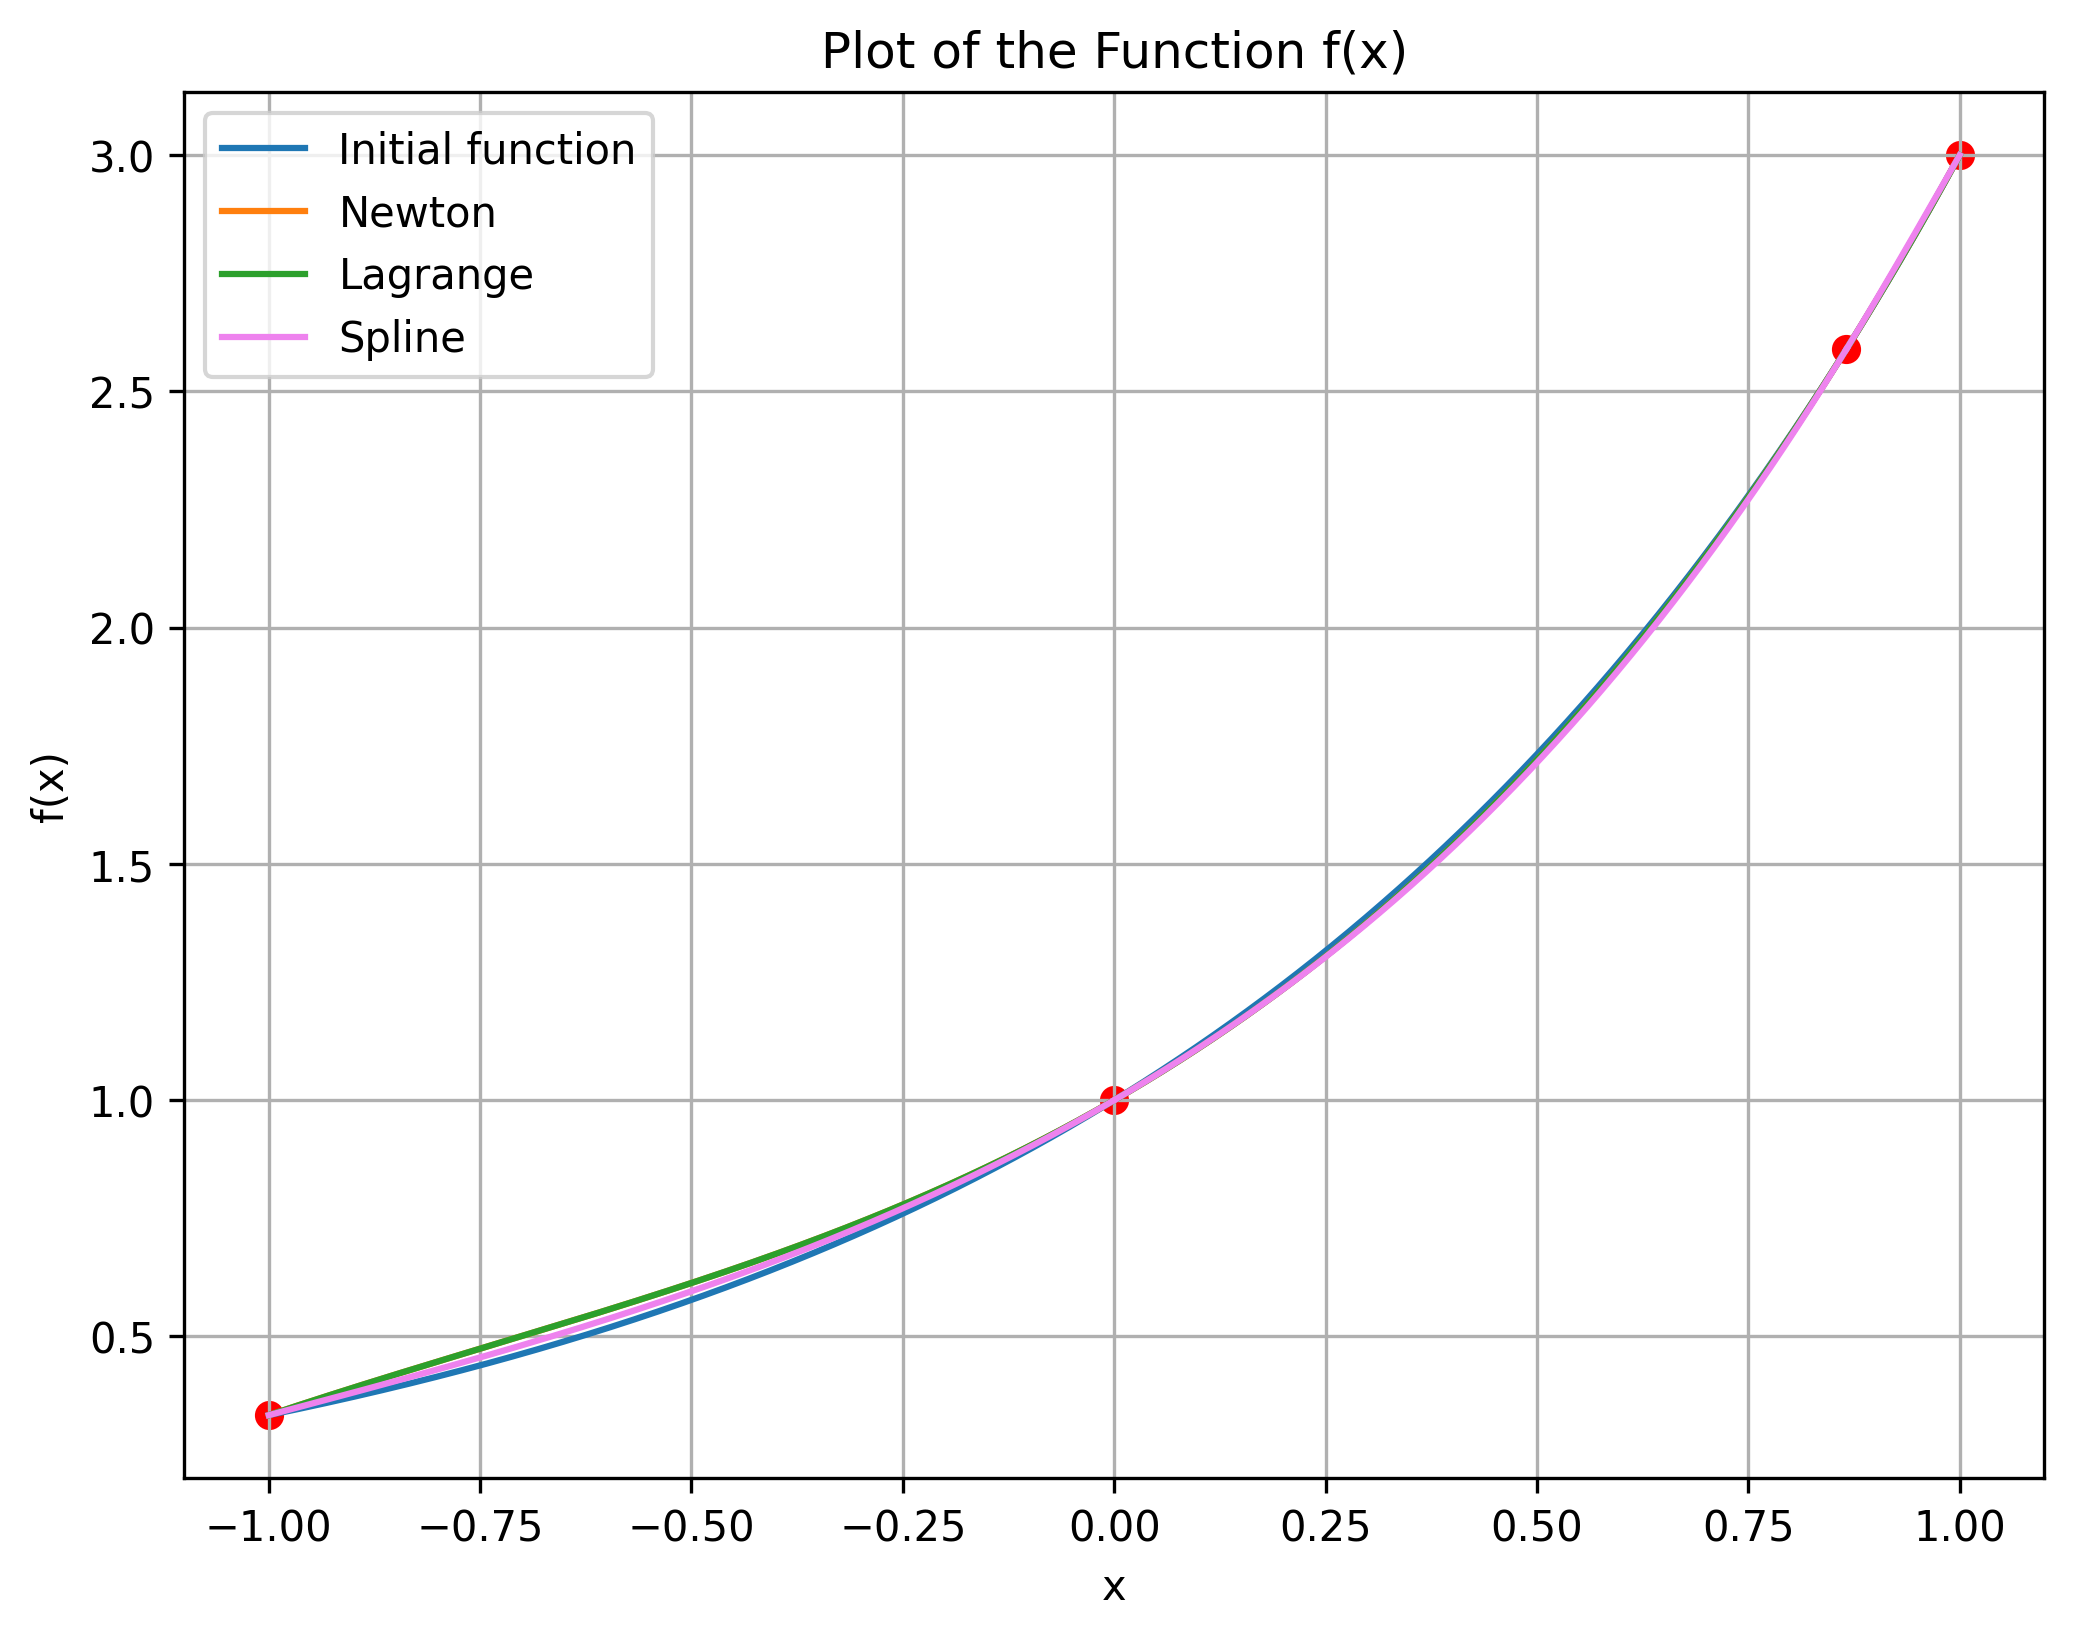 Plot of the Function f(x)
Initial function
Newton
Lagrange
Spline
3.0
2.5
2.0
1.5
1.0
0.5
f(x)
−1.00 −0.75 −0.50 −0.25 0.00 0.25 0.50 0.75 1.00
x